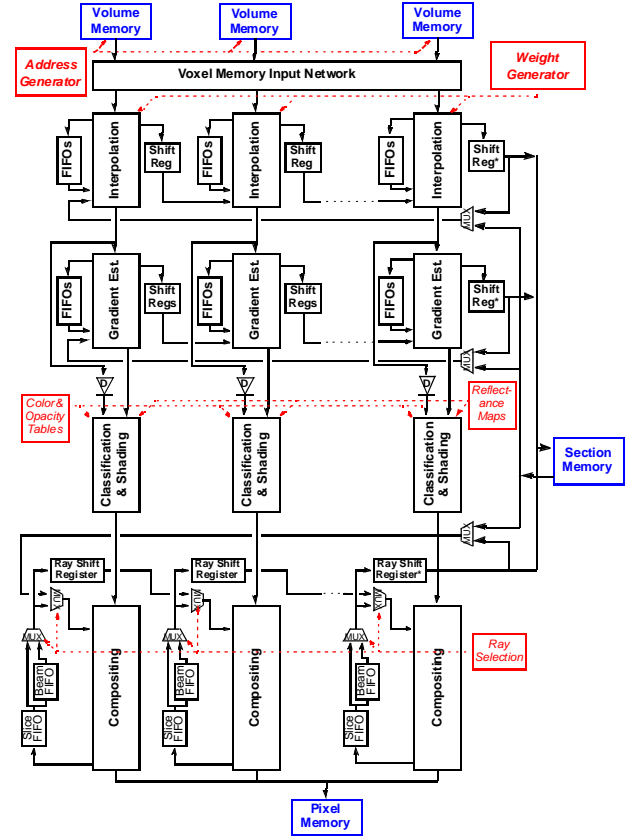 Volume
Memory
Volume
Memory
Volume
Memory
Address
Generator
Voxel Memory Input Network
Weight
Generator
FIFOs
Interpolation
Shift
Reg
FIFOs
Interpolation
Shift
Reg
FIFOs
Interpolation
Shift
Reg*
MUX
FIFOs
Gradient Est.
Shift
Regs
FIFOs
Gradient Est.
Shift
Regs
FIFOs
Gradient Est.
Shift
Reg*
MUX
D
D
D
Color&
Opacity
Tables
Reflect-
ance
Maps
Classification
& Shading
Classification
& Shading
Classification
& Shading
Section
Memory
MUX
Ray Shift
Register
Ray Shift
Register
Ray Shift
Register*
MUX
MUX
MUX
MUX
MUX
MUX
Compositing
Compositing
Compositing
Ray
Selection
Beam
FIFO
Beam
FIFO
Beam
FIFO
Slice
FIFO
Slice
FIFO
Slice
FIFO
Pixel
Memory